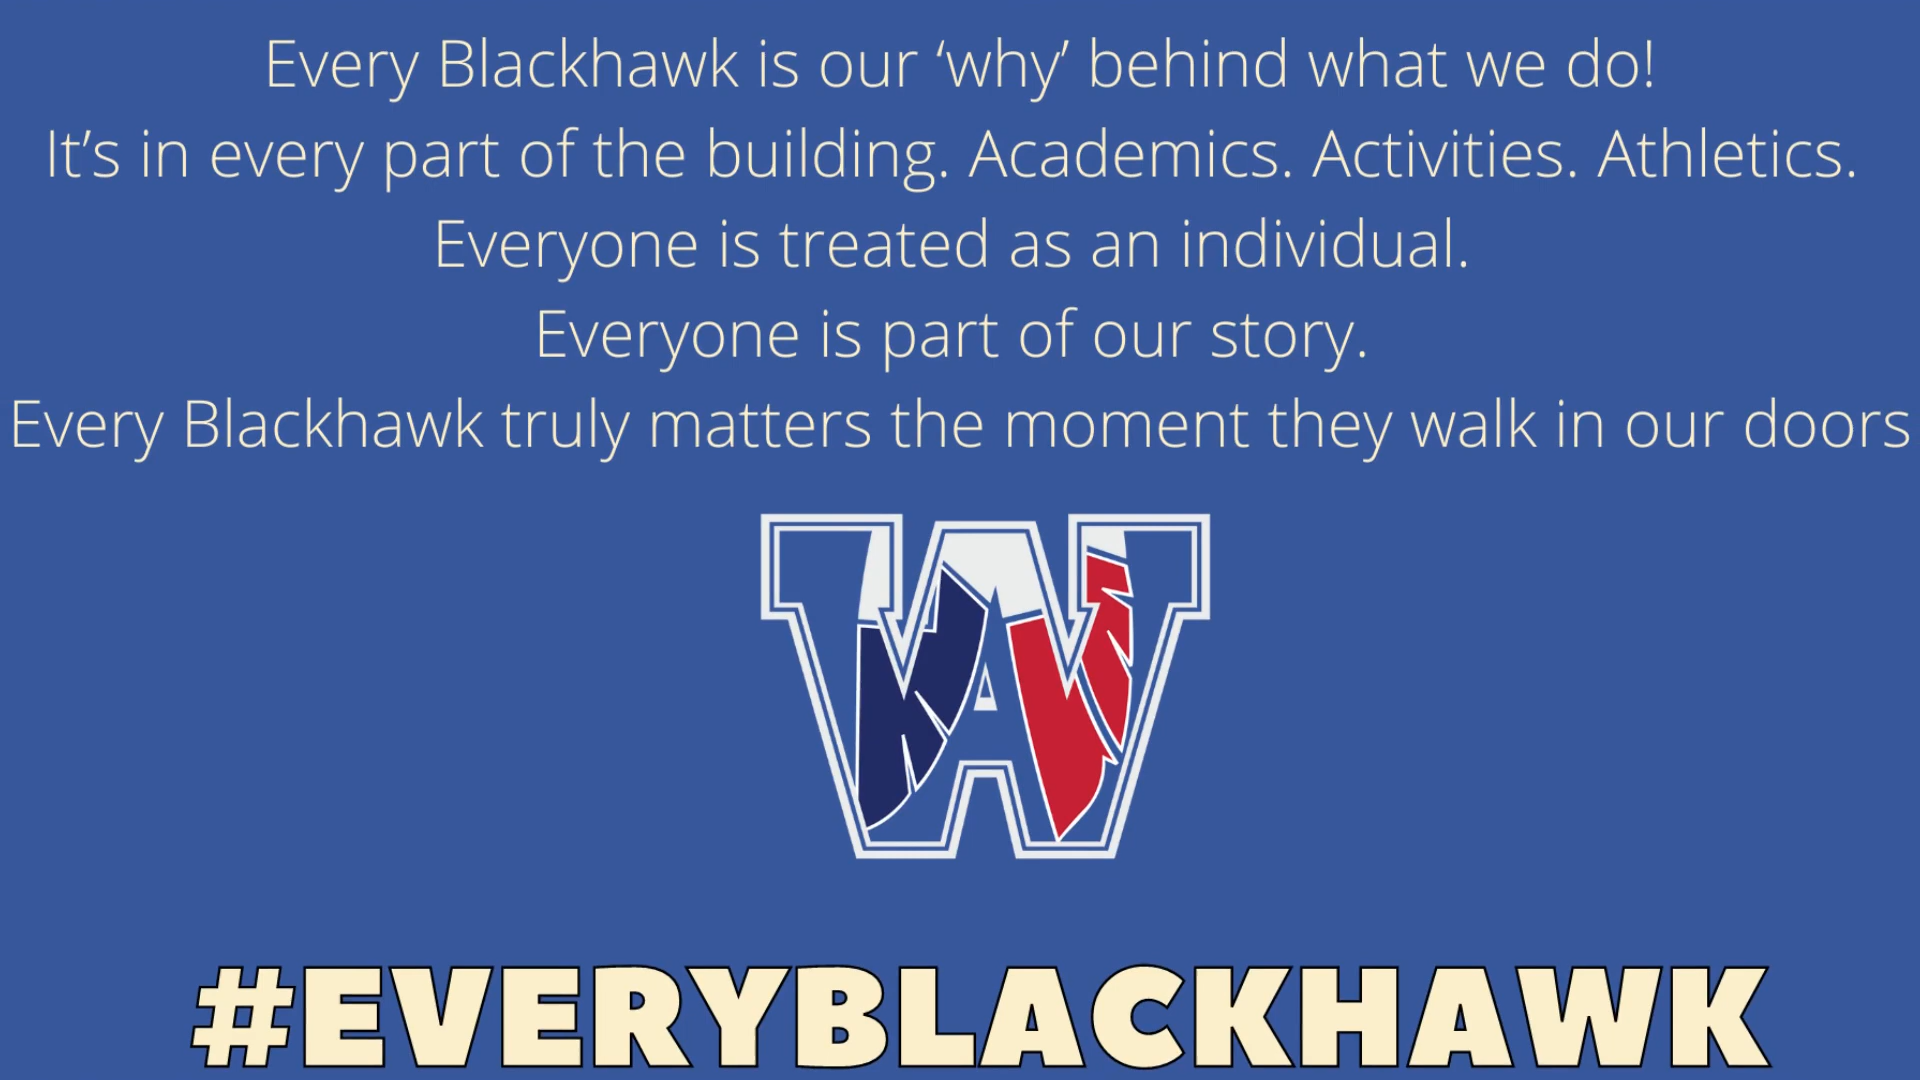 Every Blackhawk is our ‘why’ behind what we do!
It’s in every part of the building. Academics. Activities. Athletics.
Everyone is treated as an individual.
Everyone is part of our story.
Every Blackhawk truly matters the moment they walk in our doors
WA
#EVERYBLACKHAWK